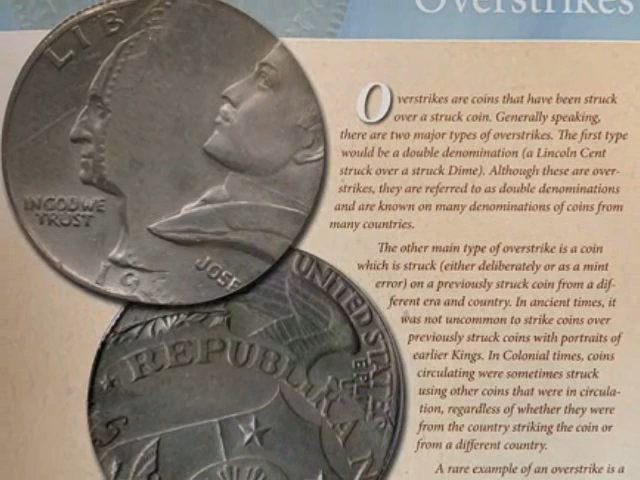 Overstrikes
LIB
IN GOD WE
TRUST
19
JOSE
UNITED STAT
REPUBLIKA
Overstrikes are coins that have been struck
over a struck coin. Generally speaking,
there are two major types of overstrikes. The first type
would be a double denomination (a Lincoln Cent
struck over a struck Dime). Although these are over-
strikes, they are referred to as double denominations
and are known on many denominations of coins from
many countries.
The other main type of overstrike is a coin
which is struck (either deliberately or as a mint
error) on a previously struck coin from a dif-
ferent era and country. In ancient times, it
was not uncommon to strike coins over
previously struck coins with portraits of
earlier Kings. In Colonial times, coins
circulating were sometimes struck
using other coins that were in circula-
tion, regardless of whether they were
from the country striking the coin or
from a different country.
A rare example of an overstrike is a